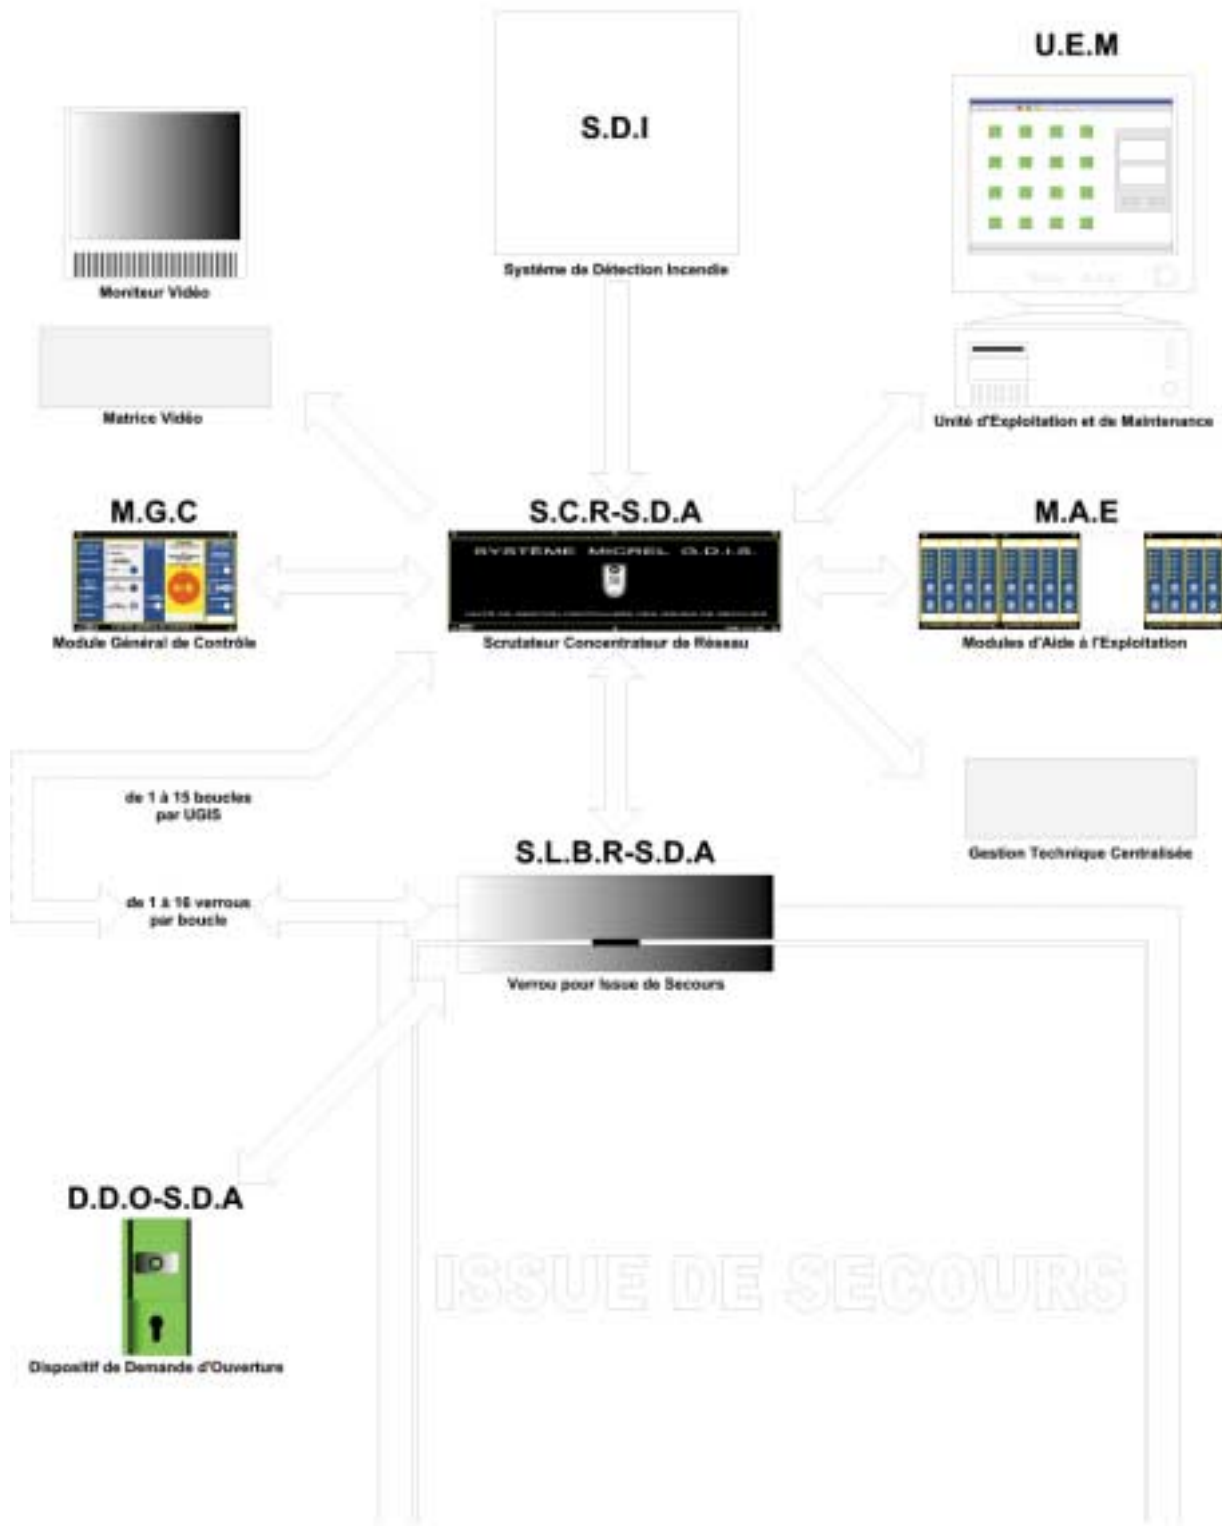 U.E.M
S.D.I
Système de Détection Incendie
Moniteur Vidéo
Matrice Vidéo
Unité d'Exploitation et de Maintenance
M.G.C
S.C.R-S.D.A
M.A.E
SYSTÈME MICREL G.D.I.S.
Module Général de Contrôle
Scrutateur Concentrateur de Réseau
Modules d'Aide à l'Exploitation
de 1 à 15 boucles
par UGIS
S.L.B.R-S.D.A
Gestion Technique Centralisée
de 1 à 16 verrous
par boucle
Verrou pour Issue de Secours
D.D.O-S.D.A
ISSUE DE SECOURS
Dispositif de Demande d'Ouverture